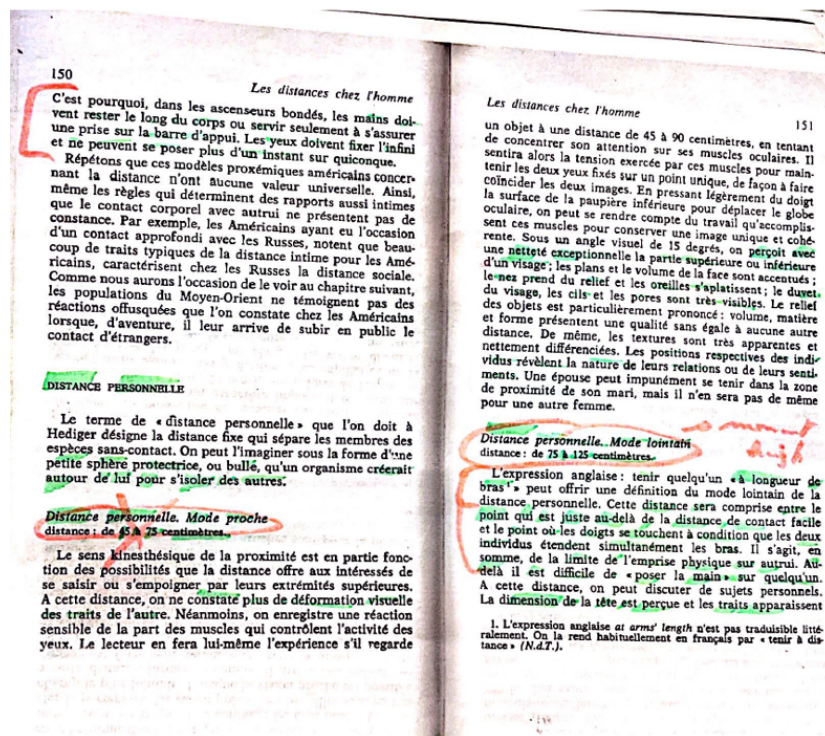 150
Les distances chez l'homme
C'est pourquoi, dans les ascenseurs bondés, les mains doi-
vent rester le long du corps ou servir seulement à s'assurer
une prise sur la barre d'appui. Les yeux doivent fixer l'infini
et ne peuvent se poser plus d'un instant sur quiconque.
Répétons que ces modèles proxémiques américains concer-
nant la distance n'ont aucune valeur universelle. Ainsi,
même les règles qui déterminent des rapports aussi intimes
que le contact corporel avec autrui ne présentent pas de
constance. Par exemple, les Américains ayant eu l'occasion
d'un contact approfondi avec les Russes, notent que beau-
coup de traits typiques de la distance intime pour les Amé-
ricains, caractérisent chez les Russes la distance sociale.
Comme nous aurons l'occasion de le voir au chapitre suivant,
les populations du Moyen-Orient ne témoignent pas des
réactions offusquées que l'on constate chez les Américains
lorsque, d'aventure, il leur arrive de subir en public le
contact d'étrangers.
DISTANCE PERSONNELLE
Le terme de « distance personnelle » que l'on doit à
Hediger désigne la distance fixe qui sépare les membres des
espèces sans-contact. On peut l'imaginer sous la forme d'une
petite sphère protectrice, ou bulle, qu'un organisme créerait
autour de lui pour s'isoler des autres.
Distance personnelle. Mode proche
distance : de 45 à 75 centimètres.
Le sens kinesthésique de la proximité est en partie fonc-
tion des possibilités que la distance offre aux intéressés de
se saisir ou s'empoigner par leurs extrémités supérieures.
A cette distance, on ne constate plus de déformation visuelle
des traits de l'autre. Néanmoins, on enregistre une réaction
sensible de la part des muscles qui contrôlent l'activité des
yeux. Le lecteur en fera lui-même l'expérience s'il regarde
Les distances chez l'homme
151
un objet à une distance de 45 à 90 centimètres, en tentant
de concentrer son attention sur ses muscles oculaires. Il
sentira alors la tension exercée par ces muscles pour main-
tenir les deux yeux fixés sur un point unique, de façon à faire
coïncider les deux images. En pressant légèrement du doigt
la surface de la paupière inférieure pour déplacer le globe
oculaire, on peut se rendre compte du travail qu'accomplis-
sent ces muscles pour conserver une image unique et cohé-
rente. Sous un angle visuel de 15 degrés, on perçoit avec
une netteté exceptionnelle la partie supérieure ou inférieure
d'un visage ; les plans et le volume de la face sont accentués ;
le nez prend du relief et les oreilles s'aplatissent ; le duvet
du visage, les cils et les pores sont très visibles. Le relief
des objets est particulièrement prononcé : volume, matière
et forme présentent une qualité sans égale à aucune autre
distance. De même, les textures sont très apparentes et
nettement différenciées. Les positions respectives des indi-
vidus révèlent la nature de leurs relations ou de leurs senti-
ments. Une épouse peut impunément se tenir dans la zone
de proximité de son mari, mais il n'en sera pas de même
pour une autre femme.
Distance personnelle. Mode lointain
distance : de 75 à 125 centimètres.
L'expression anglaise : tenir quelqu'un « à longueur de
bras ¹ » peut offrir une définition du mode lointain de la
distance personnelle. Cette distance sera comprise entre le
point qui est juste au-delà de la distance de contact facile
et le point où les doigts se touchent à condition que les deux
individus étendent simultanément les bras. Il s'agit, en
somme, de la limite de l'emprise physique sur autrui. Au-
delà il est difficile de « poser la main » sur quelqu'un.
A cette distance, on peut discuter de sujets personnels.
La dimension de la tête est perçue et les traits apparaissent
1. L'expression anglaise at arms' length n'est pas traduisible litté-
ralement. On la rend habituellement en français par « tenir à dis-
tance » (N.d.T.).